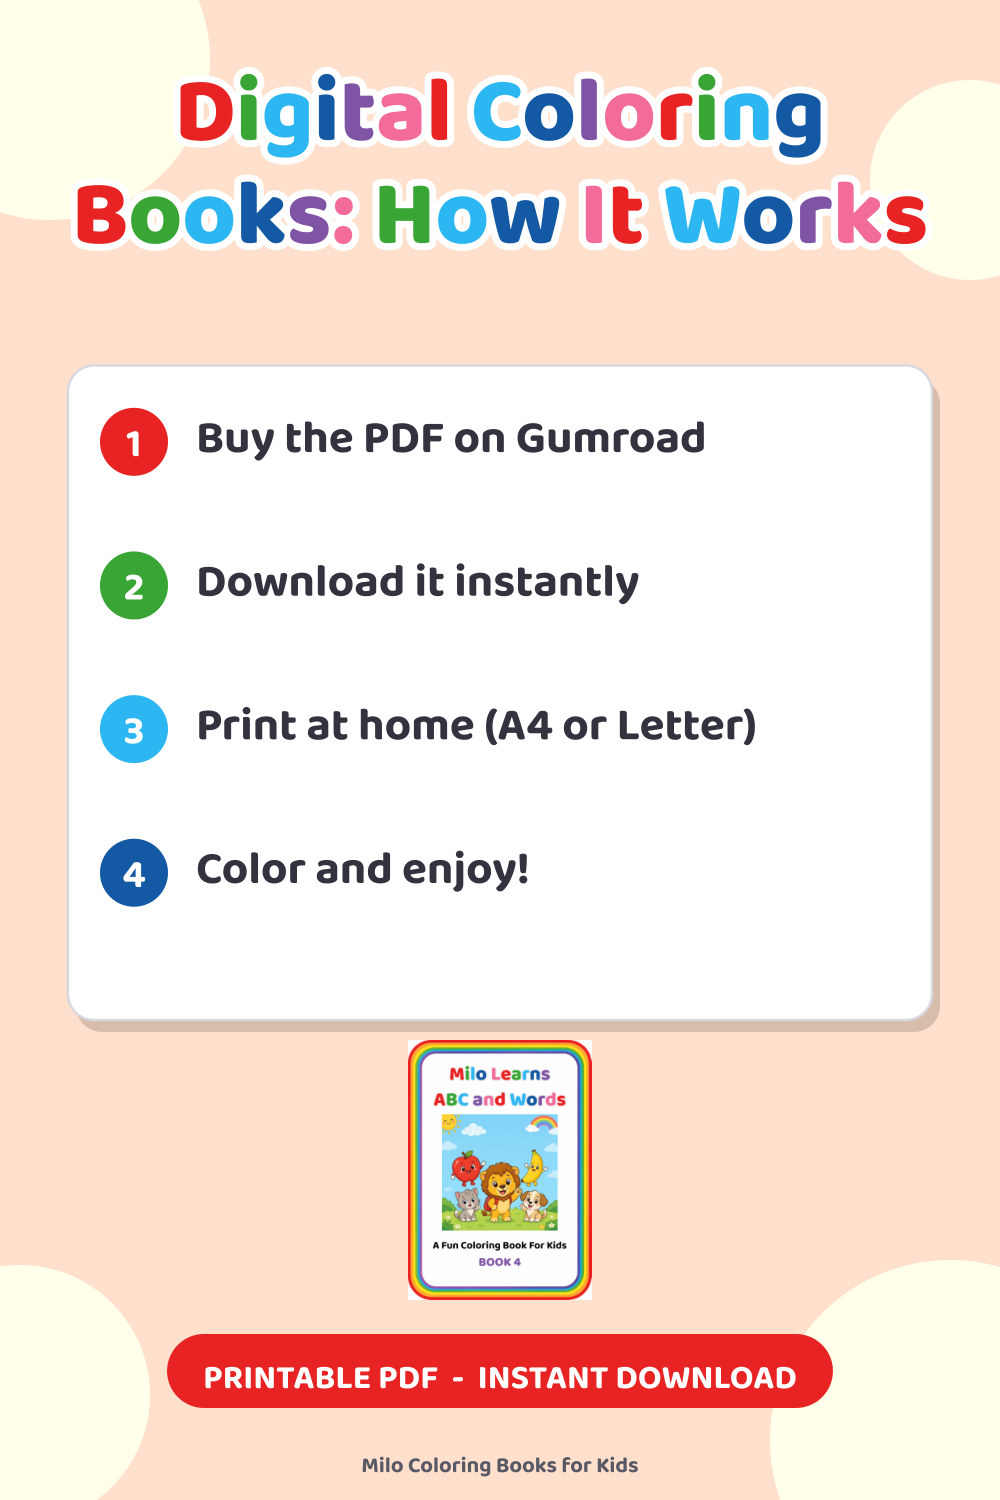 Digital Coloring
Books: How It Works
1 Buy the PDF on Gumroad
2 Download it instantly
3 Print at home (A4 or Letter)
4 Color and enjoy!
Milo Learns
ABC and Words
A Fun Coloring Book For Kids
BOOK 4
PRINTABLE PDF - INSTANT DOWNLOAD
Milo Coloring Books for Kids